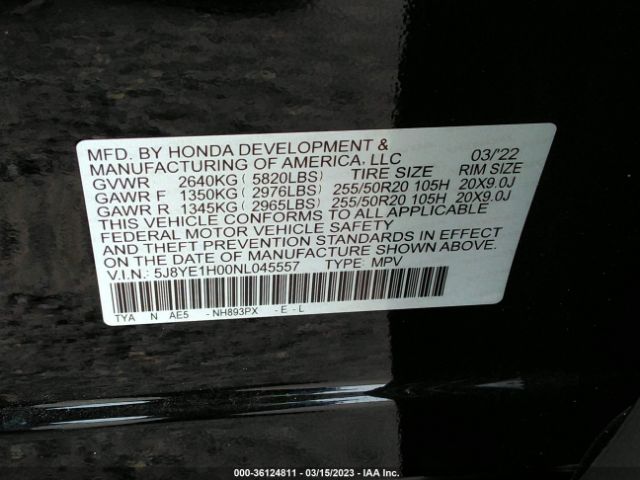 MFD. BY HONDA DEVELOPMENT &
MANUFACTURING OF AMERICA, LLC 03/'22
GVWR 2640KG ( 5820LBS) TIRE SIZE RIM SIZE
GAWR F 1350KG ( 2976LBS) 255/50R20 105H 20X9.0J
GAWR R 1345KG ( 2965LBS) 255/50R20 105H 20X9.0J
THIS VEHICLE CONFORMS TO ALL APPLICABLE
FEDERAL MOTOR VEHICLE SAFETY
AND THEFT PREVENTION STANDARDS IN EFFECT
ON THE DATE OF MANUFACTURE SHOWN ABOVE.
V.I.N.: 5J8YE1H00NL045557 TYPE: MPV
TYA N AE5 - NH893PX - E - L
000-36124811 - 03/15/2023 - IAA Inc.